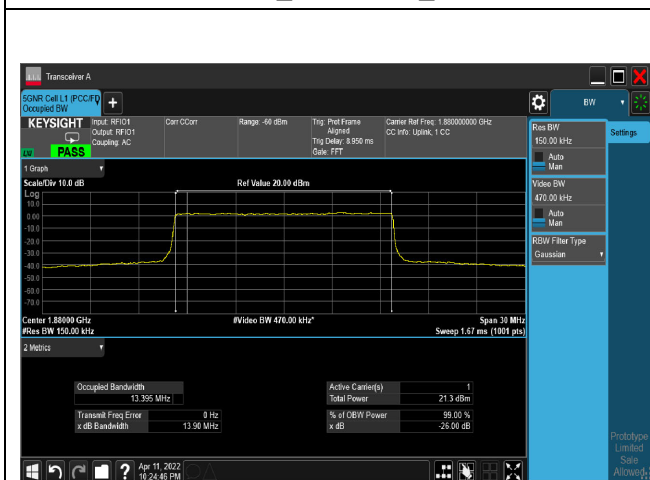 Transceiver A
5GNR Cell L1 (PCC/FD
Occupied BW
+
BW
KEYSIGHT
Input: RFIO1
Output: RFIO1
Coupling: AC
Corr CCorr
Range: -60 dBm
Trig: Pret Frame
Aligned
Trig Delay: 8.950 ms
Gate: FFT
Carrier Ref Freq: 1.880000000 GHz
CC Info: Uplink, 1 CC
PASS
Res BW
150.00 kHz
Auto
Man
Settings
Video BW
470.00 kHz
Auto
Man
RBW Filter Type
Gaussian
1 Graph
Scale/Div 10.0 dB
Ref Value 20.00 dBm
Log
10.0
0.00
-10.0
-20.0
-30.0
-40.0
-50.0
-60.0
-70.0
Center 1.88000 GHz
#Video BW 470.00 kHz*
Span 30 MHz
#Res BW 150.00 kHz
Sweep 1.67 ms (1001 pts)
2 Metrics
Occupied Bandwidth
13.395 MHz
Active Carrier(s) 1
Total Power 21.3 dBm
Transmit Freq Error 0 Hz
x dB Bandwidth 13.90 MHz
% of OBW Power 99.00 %
x dB -26.00 dB
Prototype
Limited
Sale
Allowed
?
Apr 11, 2022
10:24:46 PM